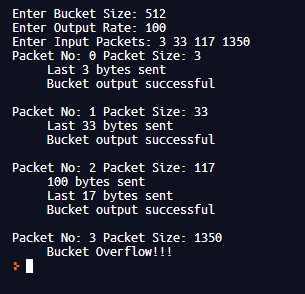 Enter Bucket Size: 512
Enter Output Rate: 100
Enter Input Packets: 3 33 117 1350
Packet No: 0 Packet Size: 3
Last 3 bytes sent
Bucket output successful
Packet No: 1 Packet Size: 33
Last 33 bytes sent
Bucket output successful
Packet No: 2 Packet Size: 117
100 bytes sent
Last 17 bytes sent
Bucket output successful
Packet No: 3 Packet Size: 1350
Bucket Overflow!!!
>